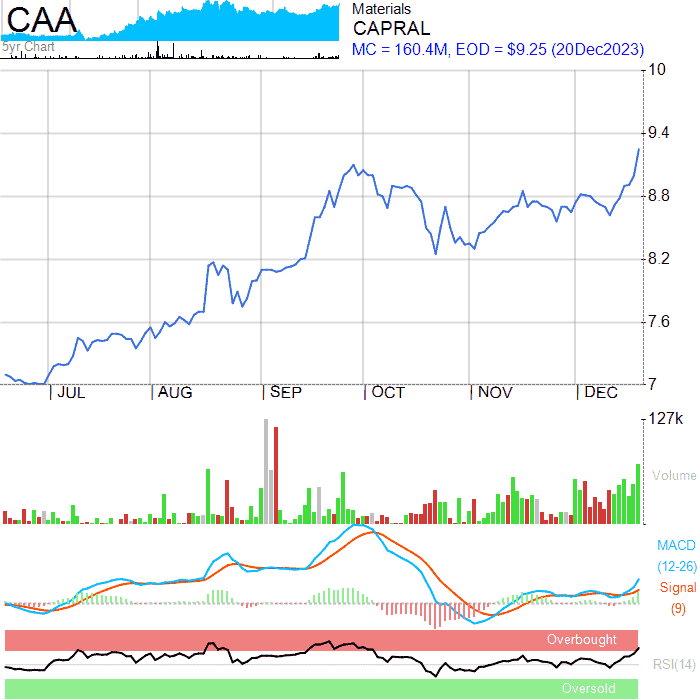 CAA
5yr Chart
Materials
CAPRAL
MC = 160.4M, EOD = $9.25 (20Dec2023)
10
9.4
8.8
8.2
7.6
7
JUL AUG SEP OCT NOV DEC
127k
Volume
MACD
(12-26)
Signal
(9)
Overbought
RSI(14)
Oversold